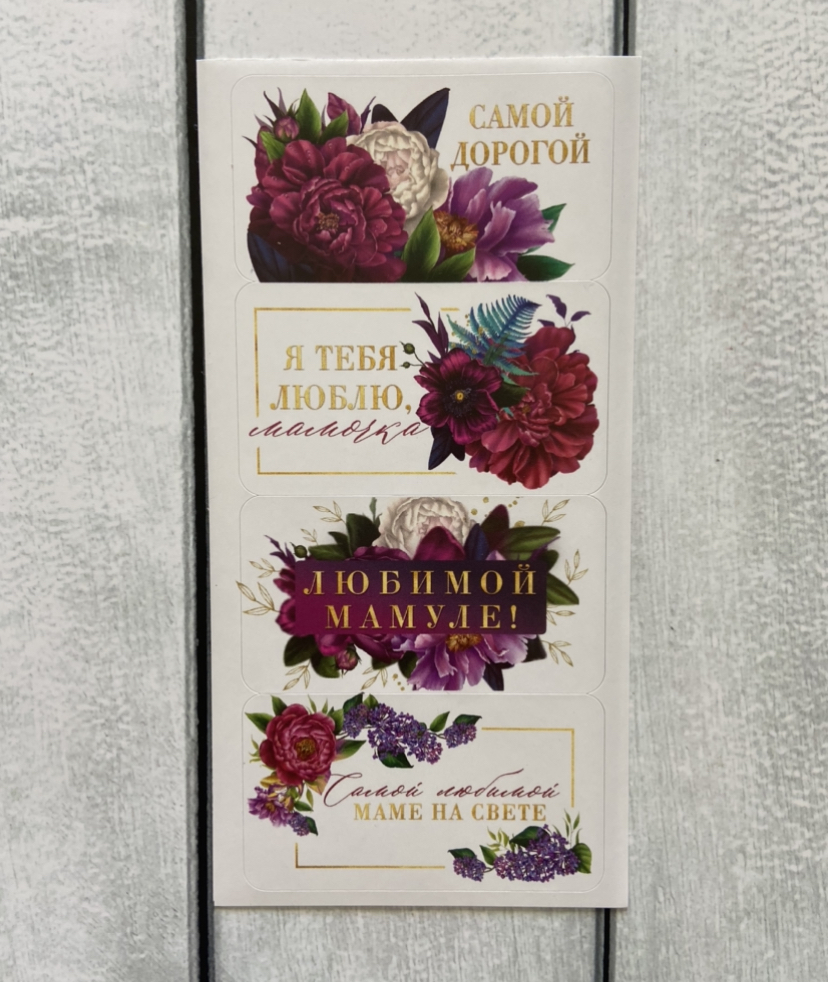 САМОЙ
ДОРОГОЙ
Я ТЕБЯ
ЛЮБЛЮ,
мамочка
ЛЮБИМОЙ
МАМУЛЕ!
Самой любимой
МАМЕ НА СВЕТЕ